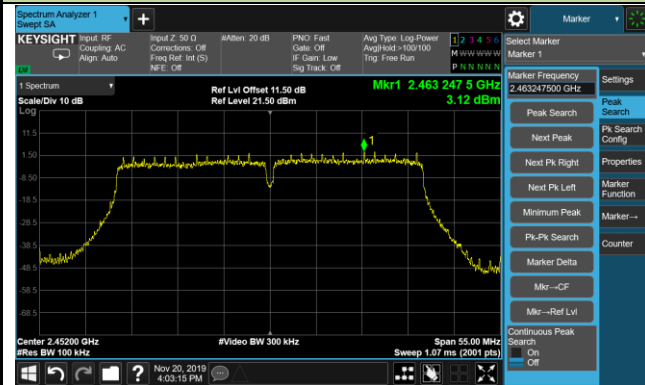 Spectrum Analyzer 1
Swept SA
+
Marker
KEYSIGHT
Input: RF
Coupling: AC
Align: Auto
Input Z: 50 Ω
Corrections: Off
Freq Ref: Int (S)
NFE: Off
#Atten: 20 dB
PNO: Fast
Gate: Off
IF Gain: Low
Sig Track: Off
Avg Type: Log-Power
Avg|Hold:>100/100
Trig: Free Run
1 2 3 4 5 6
M W W W W W
P N N N N N
Select Marker
Marker 1
1 Spectrum
Scale/Div 10 dB
Log
Ref Lvl Offset 11.50 dB
Ref Level 21.50 dBm
Mkr1 2.463 247 5 GHz
3.12 dBm
11.5
1.50
-8.50
-18.5
-28.5
-38.5
-48.5
-58.5
-68.5
1
Center 2.45200 GHz
#Res BW 100 kHz
#Video BW 300 kHz
Span 55.00 MHz
Sweep 1.07 ms (2001 pts)
Marker Frequency
2.463247500 GHz
Peak Search
Next Peak
Next Pk Right
Next Pk Left
Minimum Peak
Pk-Pk Search
Marker Delta
Mkr→CF
Mkr→Ref Lvl
Continuous Peak
Search
On
Off
Settings
Peak
Search
Pk Search
Config
Properties
Marker
Function
Marker→
Counter
?
Nov 20, 2019
4:03:15 PM